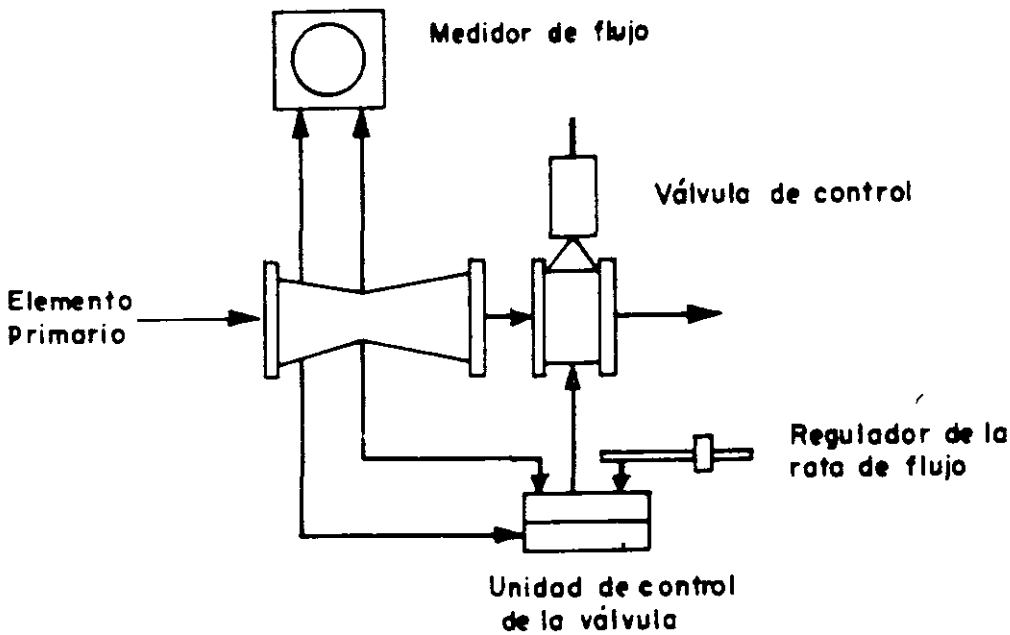 Medidor de flujo
Válvula de control
Elemento
Primario
Regulador de la
rata de flujo
Unidad de control
de la válvula